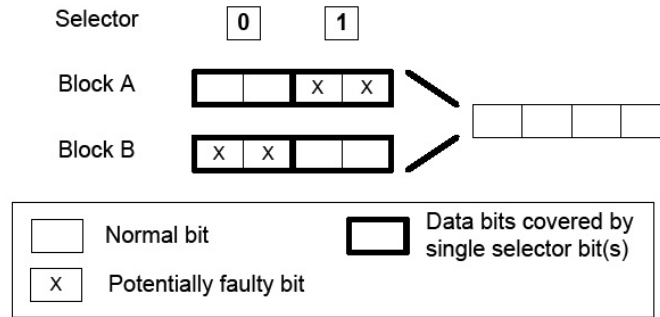 Selector 0 1
Block A X X
Block B X X
Normal bit
Data bits covered by
single selector bit(s)
X Potentially faulty bit